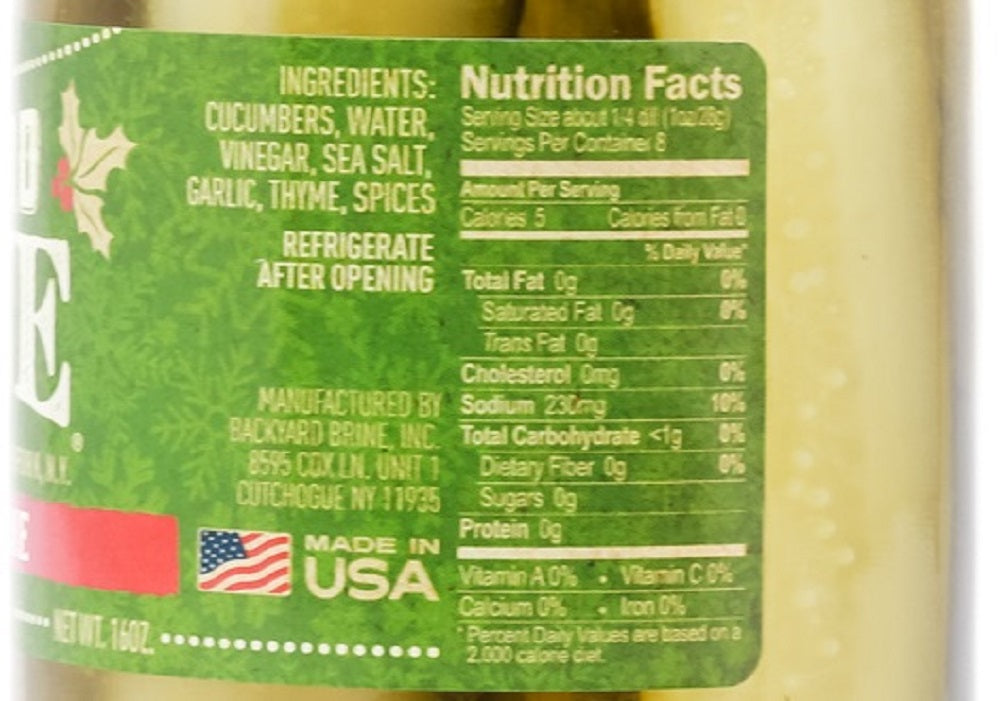 INGREDIENTS:
CUCUMBERS, WATER,
VINEGAR, SEA SALT,
GARLIC, THYME, SPICES
REFRIGERATE
AFTER OPENING
MANUFACTURED BY
BACKYARD BRINE, INC.
8595 COX LN. UNIT 1
CUTCHOGUE NY 11935
MADE IN
USA
E
®
N.Y.
NET WT. 16OZ.
Nutrition Facts
Serving Size about 1/4 dill (1oz/28g)
Servings Per Container 8
Amount Per Serving
Calories 5 Calories from Fat 0
% Daily Value*
Total Fat 0g 0%
Saturated Fat 0g 0%
Trans Fat 0g
Cholesterol 0mg 0%
Sodium 230mg 10%
Total Carbohydrate <1g 0%
Dietary Fiber 0g 0%
Sugars 0g
Protein 0g
Vitamin A 0% • Vitamin C 0%
Calcium 0% • Iron 0%
* Percent Daily Values are based on a
2,000 calorie diet.